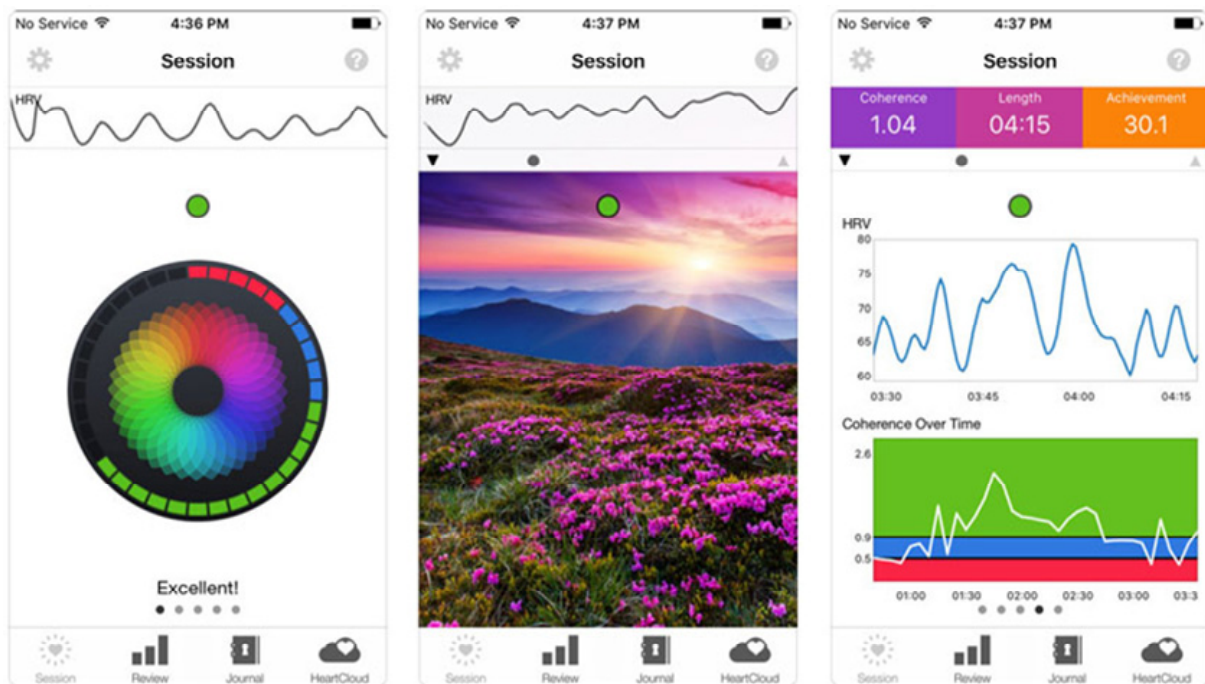 No Service 4:36 PM
Session
HRV
Excellent!
Session Review Journal HeartCloud
No Service 4:37 PM
Session
HRV
Session Review Journal HeartCloud
No Service 4:37 PM
Session
Coherence Length Achievement
1.04 04:15 30.1
HRV
80
75
70
65
60
03:30 03:45 04:00 04:15
Coherence Over Time
2.6
0.9
0.5
01:00 01:30 02:00 02:30 03:00 03:3
Session Review Journal HeartCloud